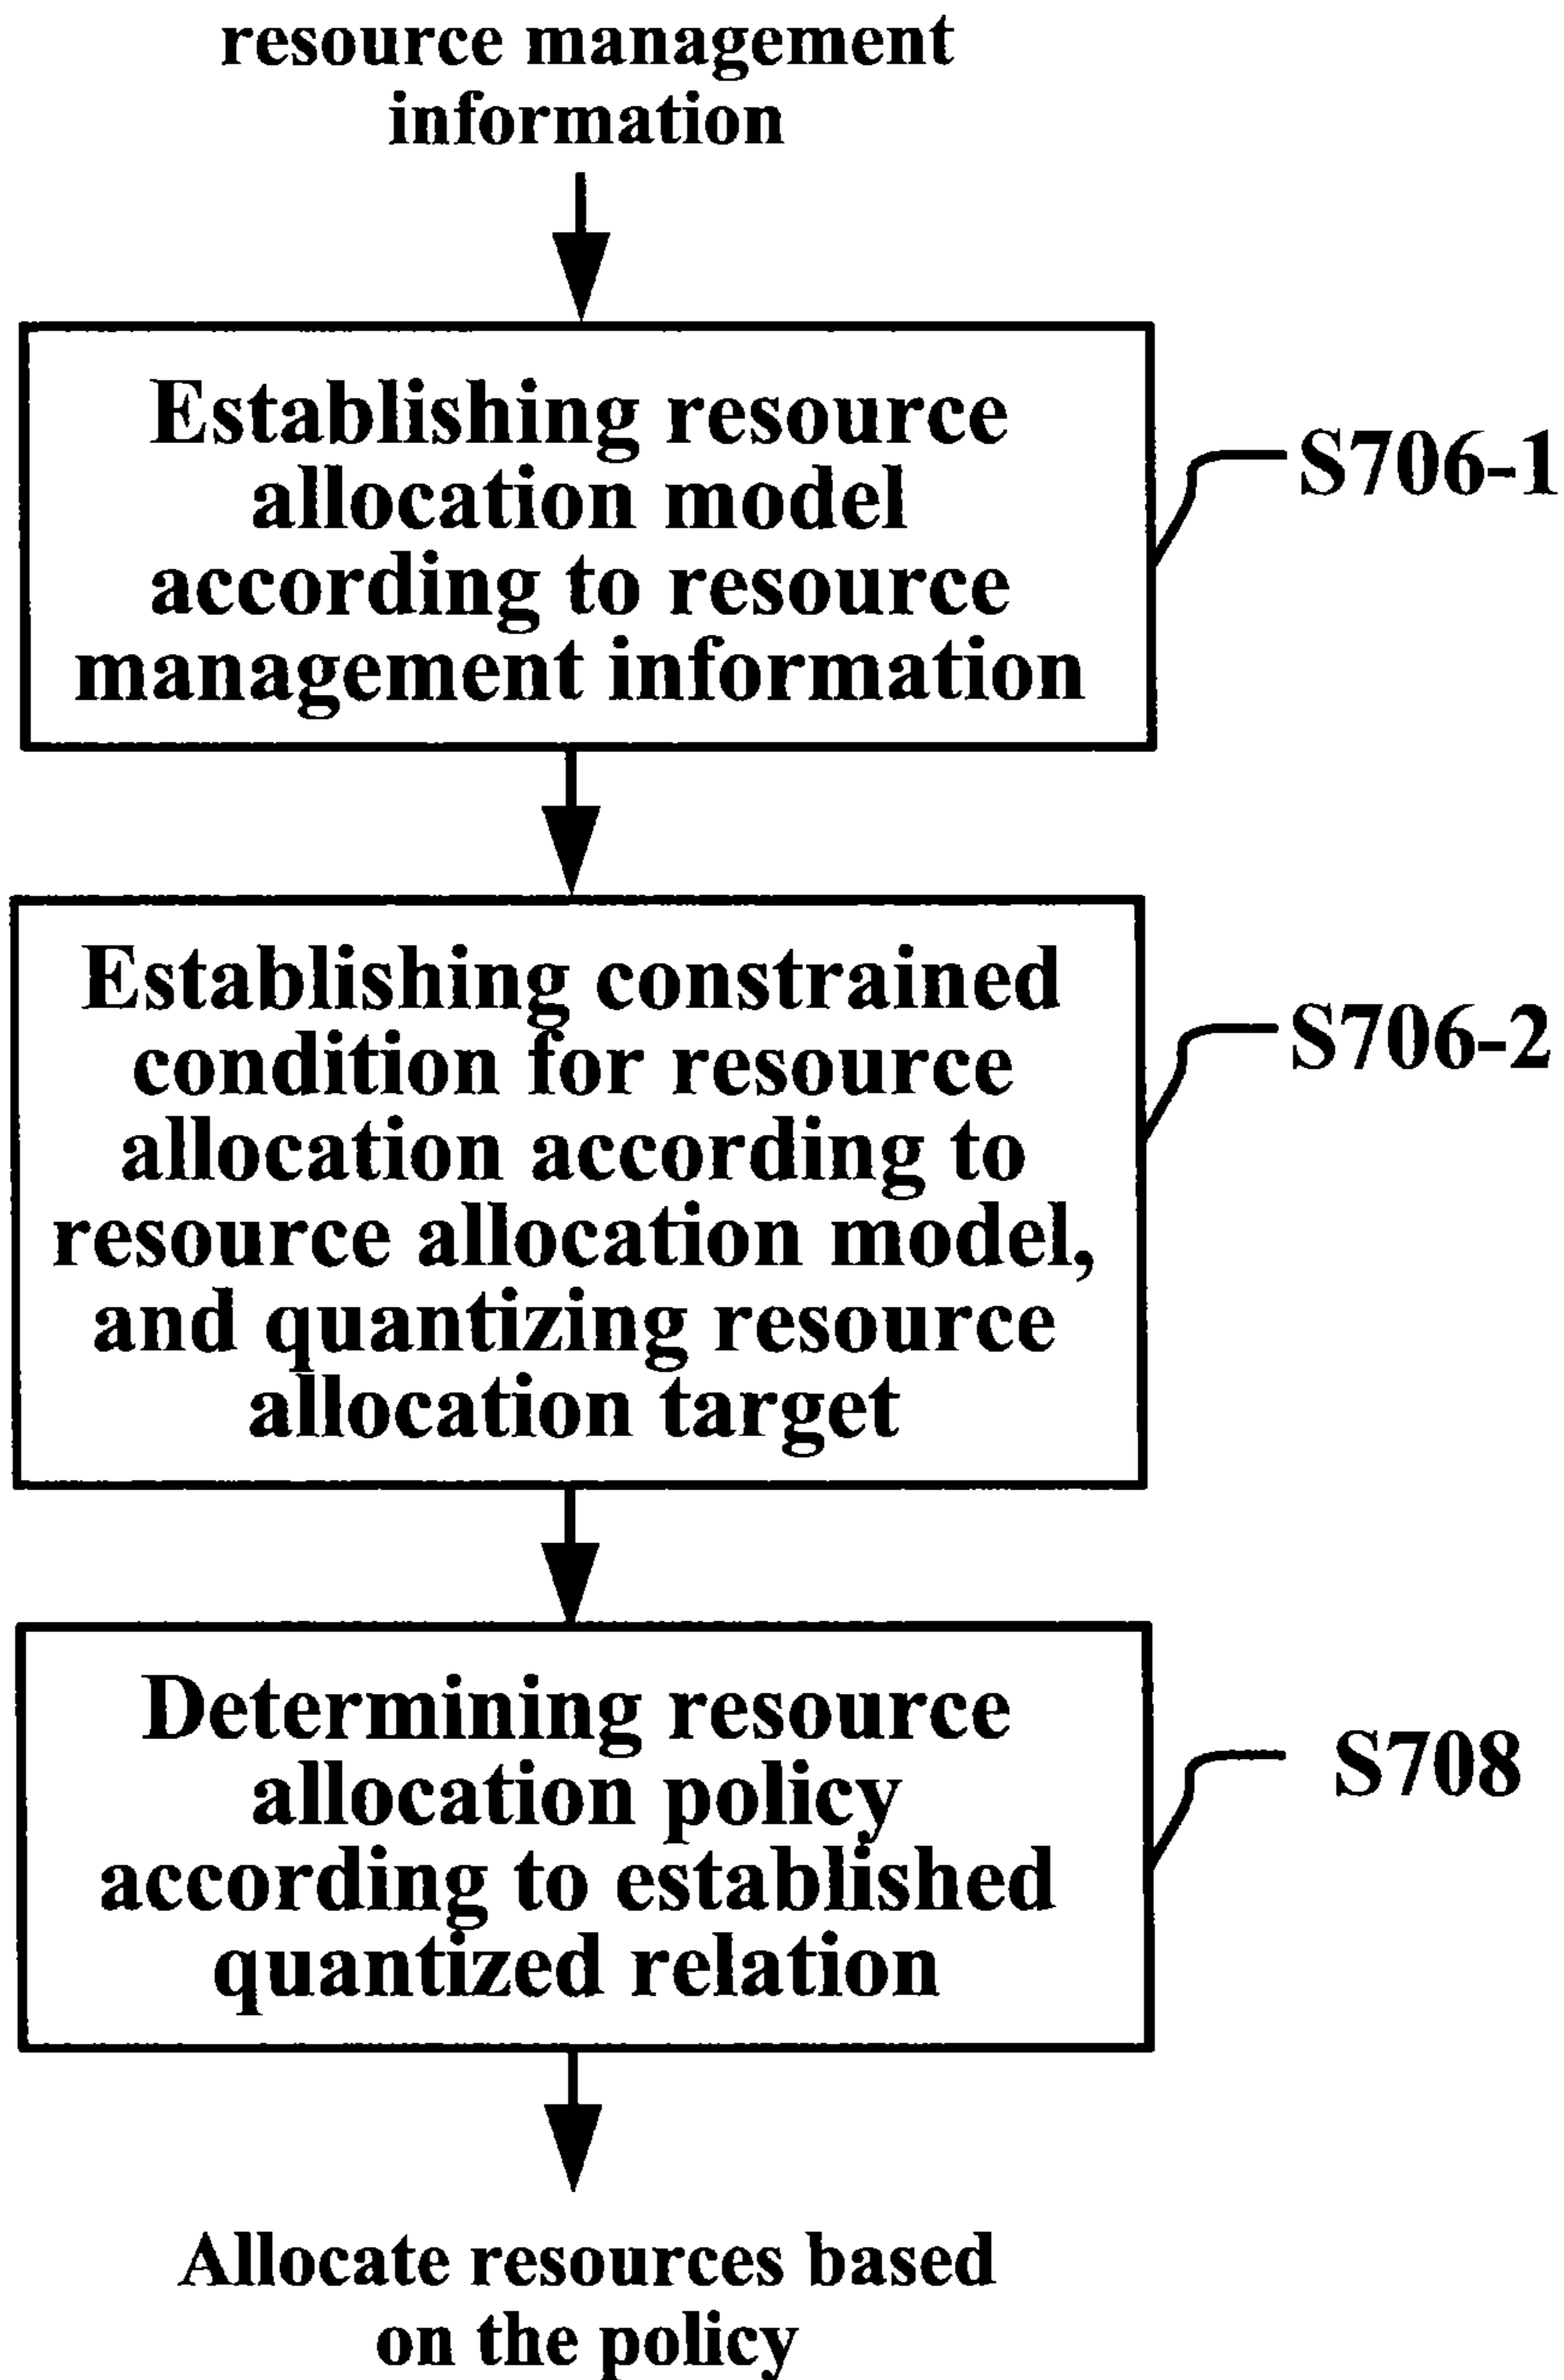 resource management
information
Establishing resource
allocation model
according to resource
management information
S706-1
Establishing constrained
condition for resource
allocation according to
resource allocation model,
and quantizing resource
allocation target
S706-2
Determining resource
allocation policy
according to established
quantized relation
S708
Allocate resources based
on the policy